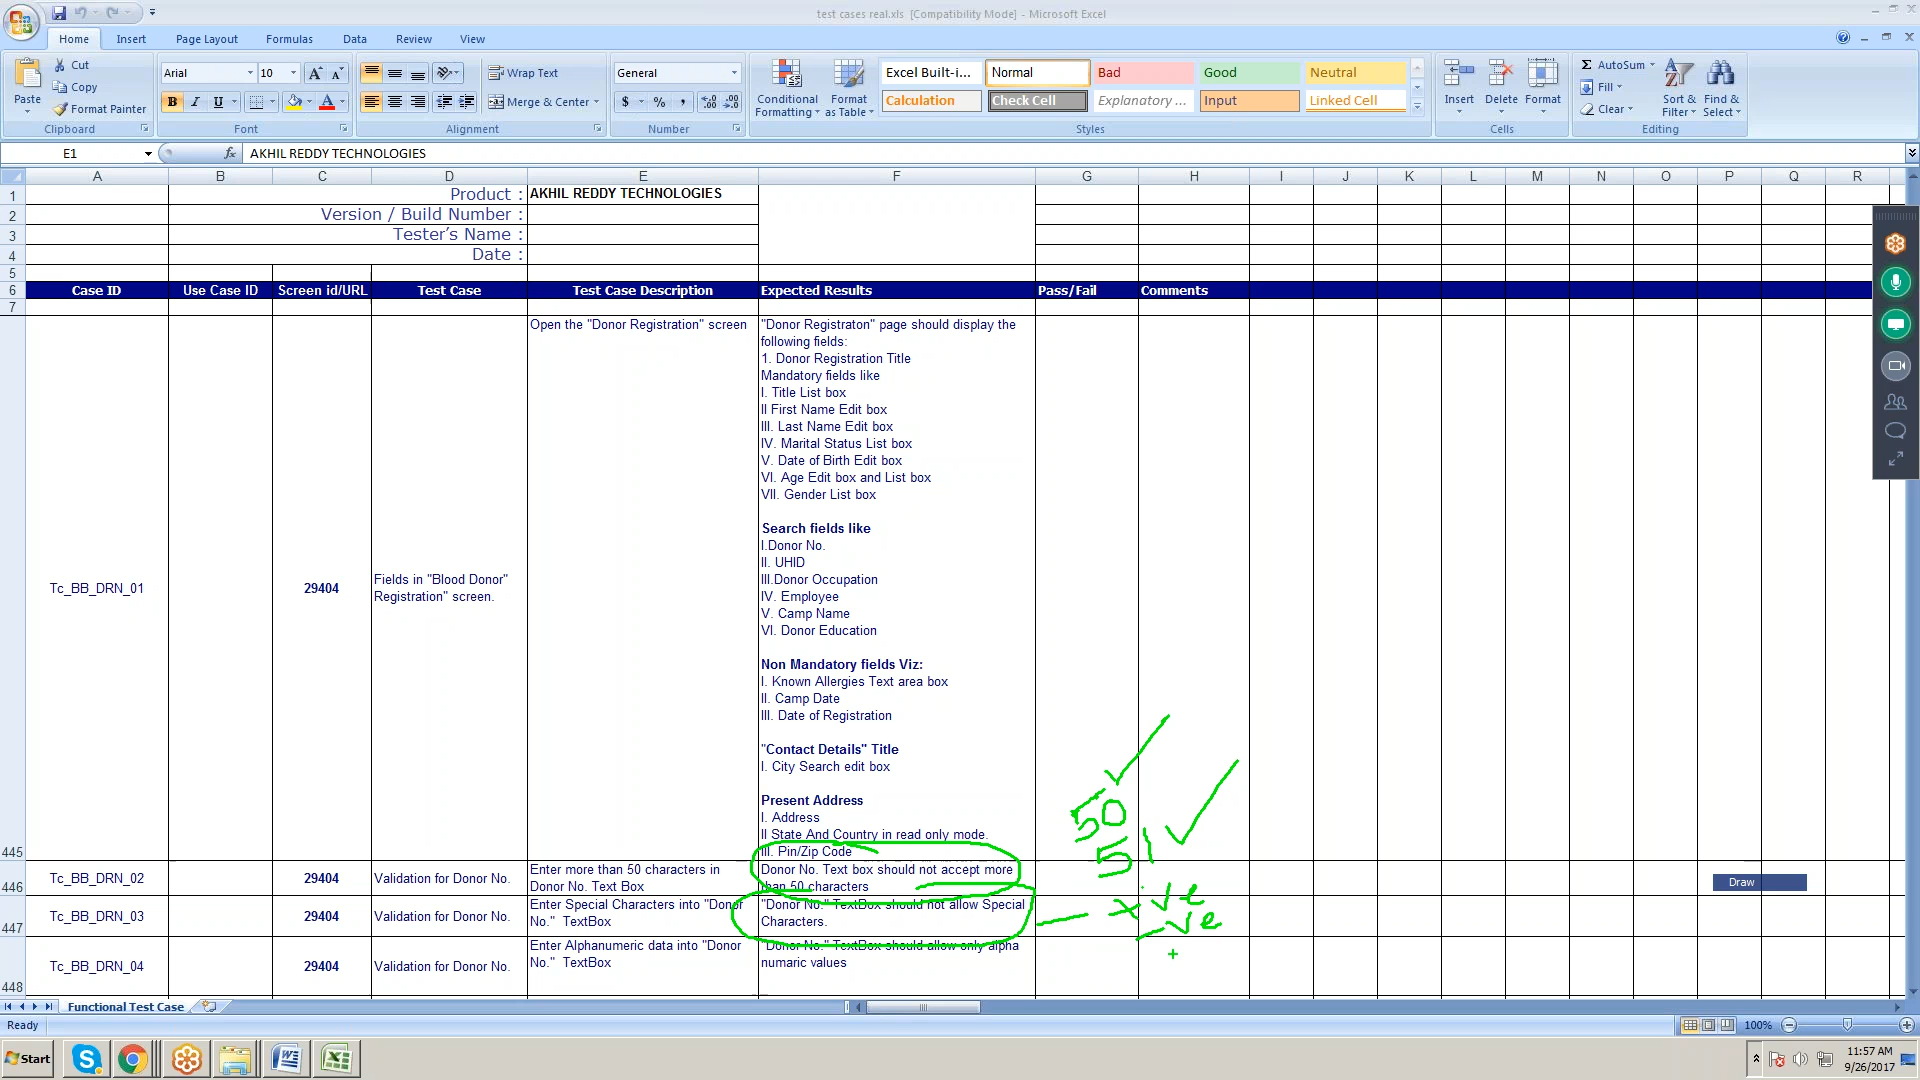 test cases real.xls [Compatibility Mode] - Microsoft Excel
Home Insert Page Layout Formulas Data Review View
Paste Cut Copy Format Painter Clipboard
Arial 10 B I U Font
Wrap Text Merge & Center Alignment
General $ % , Number
Conditional Formatting Format as Table
Excel Built-i... Normal Bad Good Neutral
Calculation Check Cell Explanatory ... Input Linked Cell
Styles
Insert Delete Format Cells
Σ AutoSum Fill Clear Sort & Filter Find & Select Editing
E1 fx AKHIL REDDY TECHNOLOGIES
A B C D E F G H I J K L M N O P Q R
1 Product : AKHIL REDDY TECHNOLOGIES
2 Version / Build Number :
3 Tester's Name :
4 Date :
5
6 Case ID Use Case ID Screen id/URL Test Case Test Case Description Expected Results Pass/Fail Comments
7
445 Tc_BB_DRN_01 29404 Fields in "Blood Donor" Registration" screen. Open the "Donor Registration" screen
"Donor Registraton" page should display the
following fields:
1. Donor Registration Title
Mandatory fields like
I. Title List box
II First Name Edit box
III. Last Name Edit box
IV. Marital Status List box
V. Date of Birth Edit box
VI. Age Edit box and List box
VII. Gender List box
Search fields like
I.Donor No.
II. UHID
III.Donor Occupation
IV. Employee
V. Camp Name
VI. Donor Education
Non Mandatory fields Viz:
I. Known Allergies Text area box
II. Camp Date
III. Date of Registration
"Contact Details" Title
I. City Search edit box
Present Address
I. Address
II State And Country in read only mode.
III. Pin/Zip Code
50
51
446 Tc_BB_DRN_02 29404 Validation for Donor No. Enter more than 50 characters in Donor No. Text Box Donor No. Text box should not accept more than 50 characters
+ve
-ve
+
Draw
447 Tc_BB_DRN_03 29404 Validation for Donor No. Enter Special Characters into "Donor No." TextBox "Donor No." TextBox should not allow Special Characters.
448 Tc_BB_DRN_04 29404 Validation for Donor No. Enter Alphanumeric data into "Donor No." TextBox "Donor No." TextBox should allow only alpha numaric values
Functional Test Case
Ready 100%
Start 11:57 AM
9/26/2017